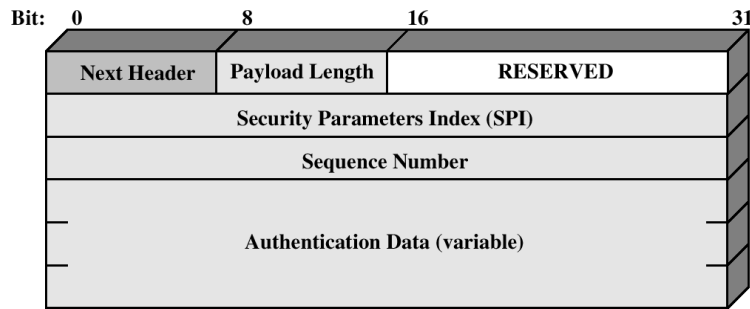 Bit: 0 8 16 31
Next Header Payload Length RESERVED
Security Parameters Index (SPI)
Sequence Number
Authentication Data (variable)